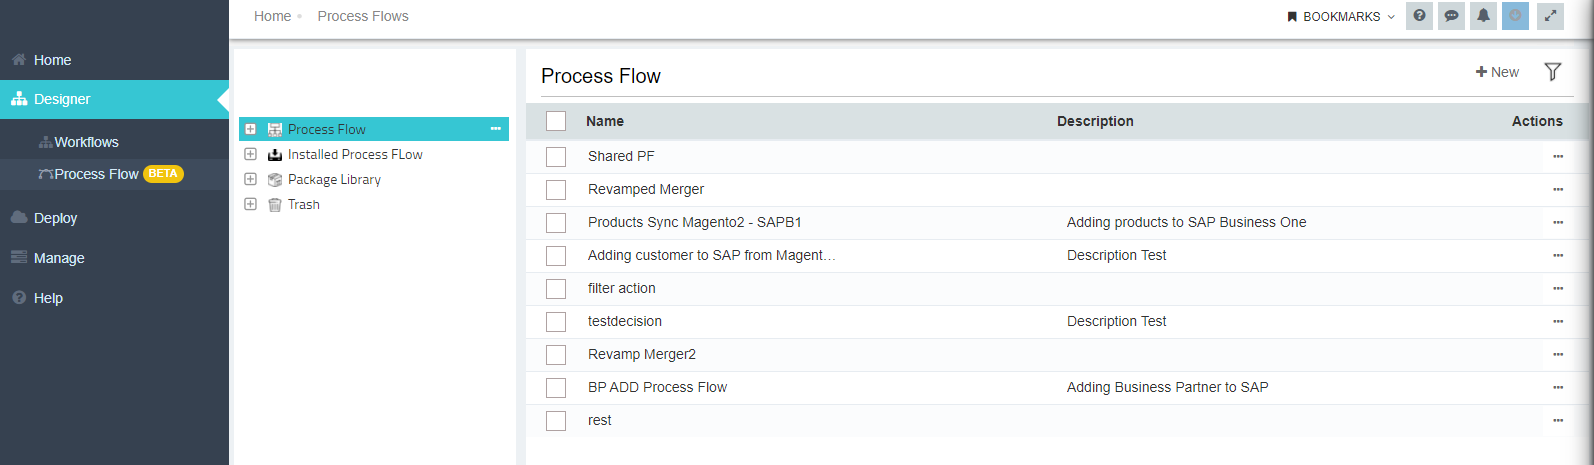 Home • Process Flows
BOOKMARKS
Home
Designer
Workflows
Process Flow BETA
Deploy
Manage
Help
Process Flow
Installed Process FLow
Package Library
Trash
Process Flow
+ New
Name Description Actions
Shared PF
Revamped Merger
Products Sync Magento2 - SAPB1 Adding products to SAP Business One
Adding customer to SAP from Magent... Description Test
filter action
testdecision Description Test
Revamp Merger2
BP ADD Process Flow Adding Business Partner to SAP
rest